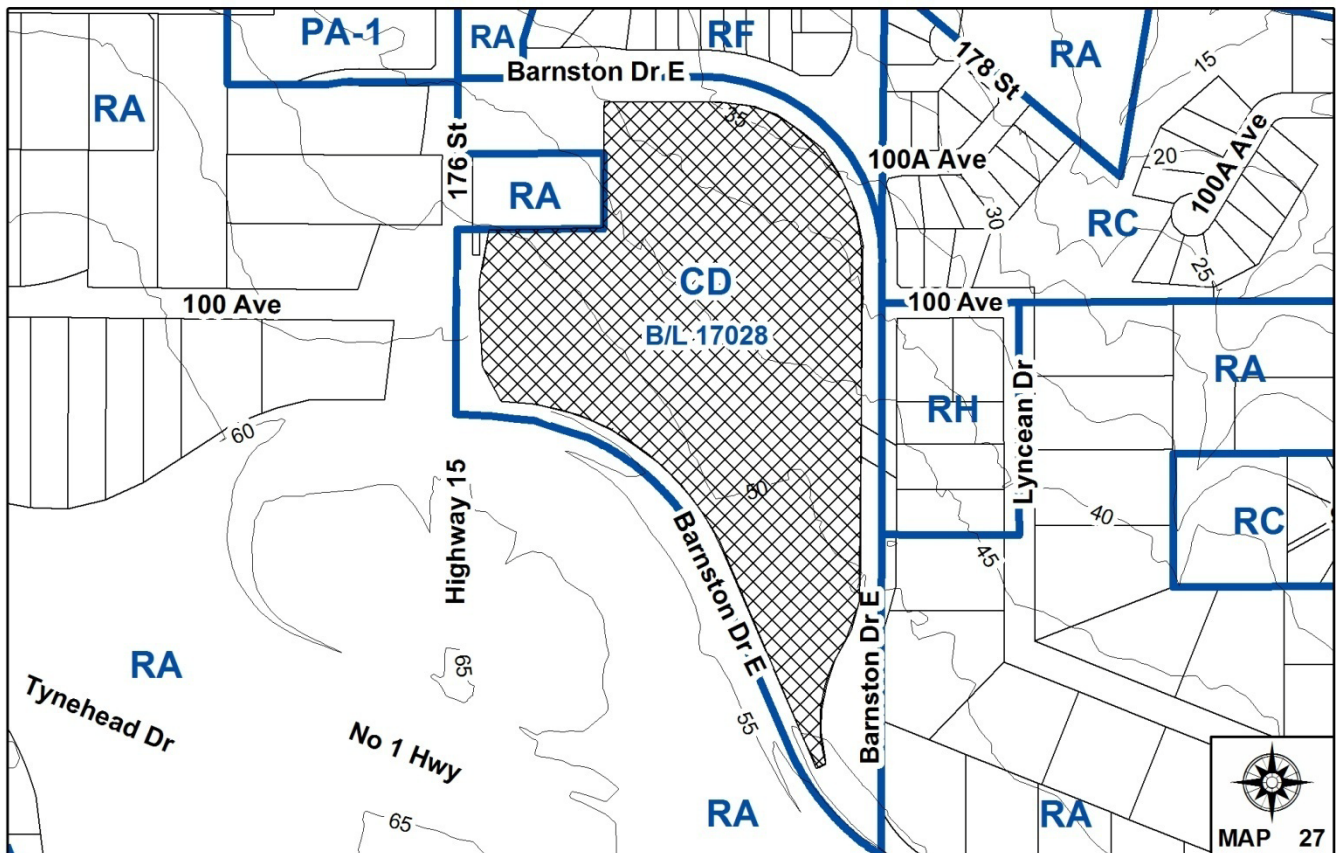 PA-1
RA
RF
RA
178 St
15
Barnston Dr E
RA
35
176 St
100A Ave
20
100A Ave
RA
30
RC
CD
25
100 Ave
100 Ave
B/L 17028
Lyncean Dr
RA
RH
60
Highway 15
50
40
RC
Barnston Dr E
45
Barnston Dr E
RA
65
Tynehead Dr
55
No 1 Hwy
65
RA
RA
MAP 27